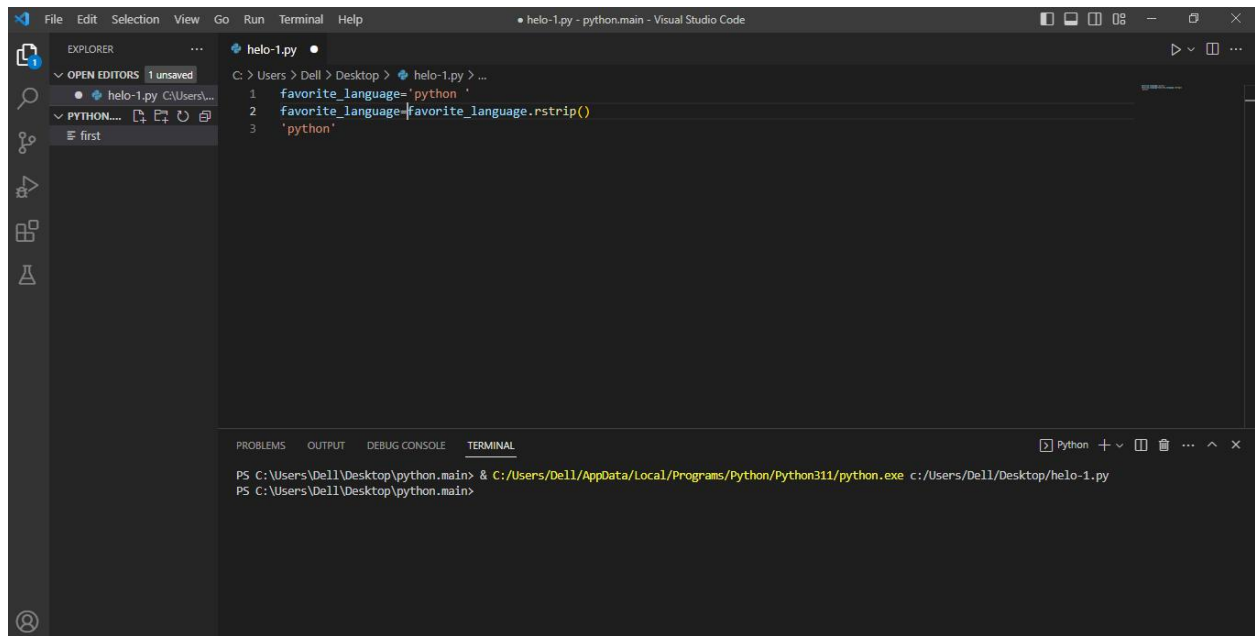 File Edit Selection View Go Run Terminal Help
● helo-1.py - python.main - Visual Studio Code
EXPLORER ...
helo-1.py ●
OPEN EDITORS 1 unsaved
● helo-1.py C:\Users\...
PYTHON....
first
1
C: > Users > Dell > Desktop > helo-1.py > ...
1 favorite_language='python '
2 favorite_language=favorite_language.rstrip()
3 'python'
PROBLEMS OUTPUT DEBUG CONSOLE TERMINAL
Python
PS C:\Users\Dell\Desktop\python.main> & C:/Users/Dell/AppData/Local/Programs/Python/Python311/python.exe c:/Users/Dell/Desktop/helo-1.py
PS C:\Users\Dell\Desktop\python.main>